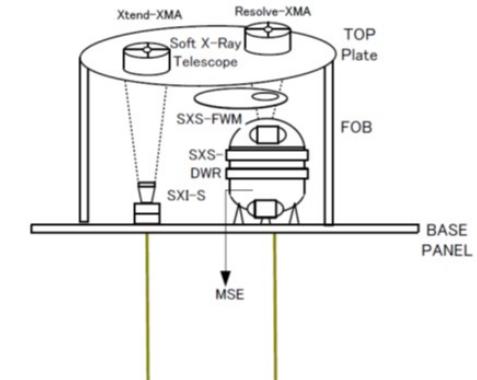 Xtend-XMA
Resolve-XMA
TOP
Plate
Soft X-Ray
Telescope
SXS-FWM
FOB
SXS-
DWR
SXI-S
BASE
PANEL
MSE